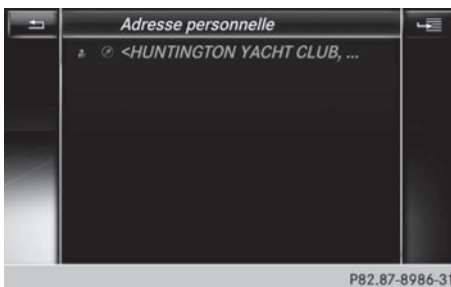 Adresse personnelle
<HUNTINGTON YACHT CLUB, ...
P82.87-8986-31